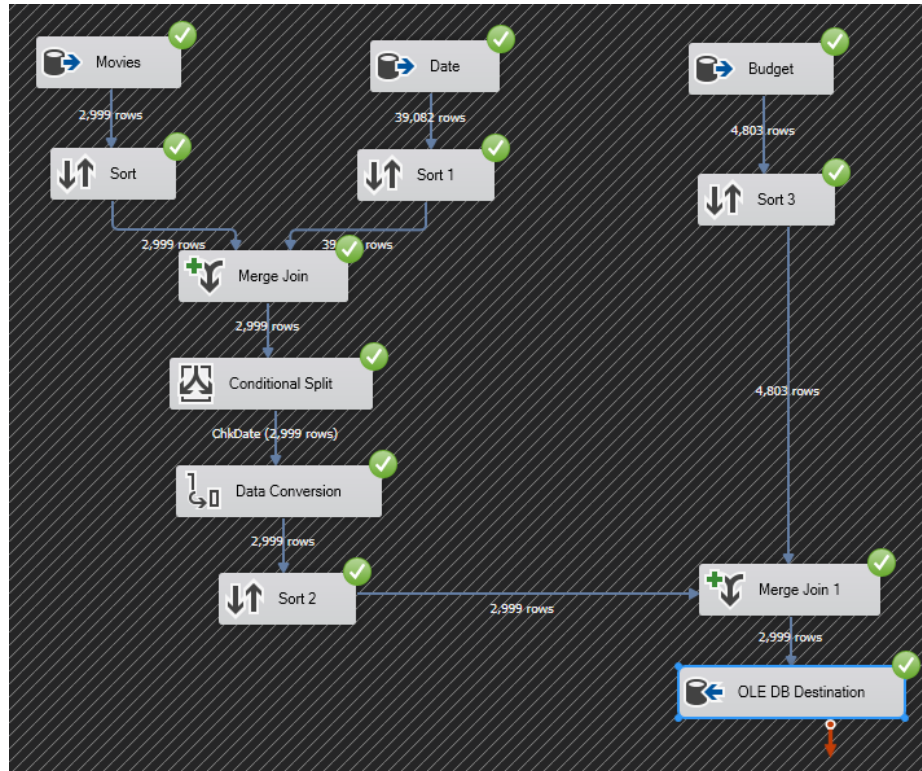 Movies
Date
Budget
2,999 rows
39,082 rows
4,803 rows
Sort
Sort 1
Sort 3
2,999 rows
39 rows
Merge Join
2,999 rows
Conditional Split
4,803 rows
ChkDate (2,999 rows)
Data Conversion
2,999 rows
Sort 2
Merge Join 1
2,999 rows
2,999 rows
OLE DB Destination